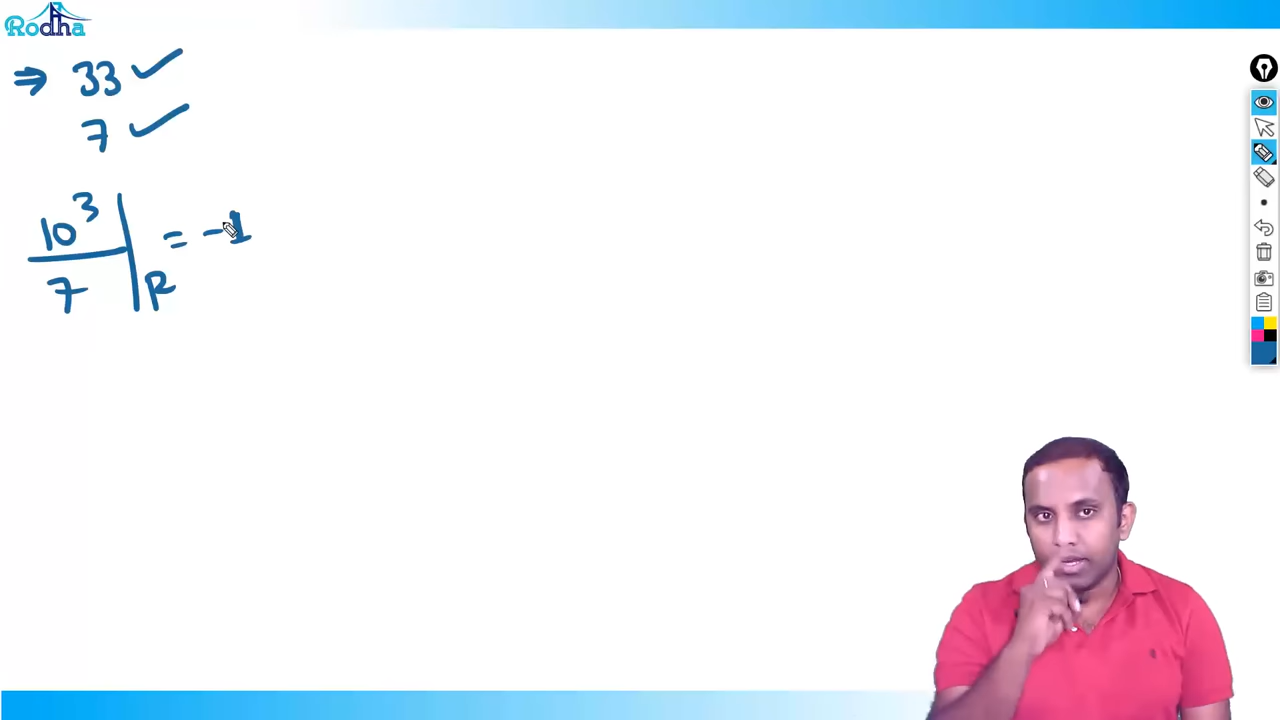 Rodha
⇒ 33 ✓
7 ✓
10³
7 | R = -1